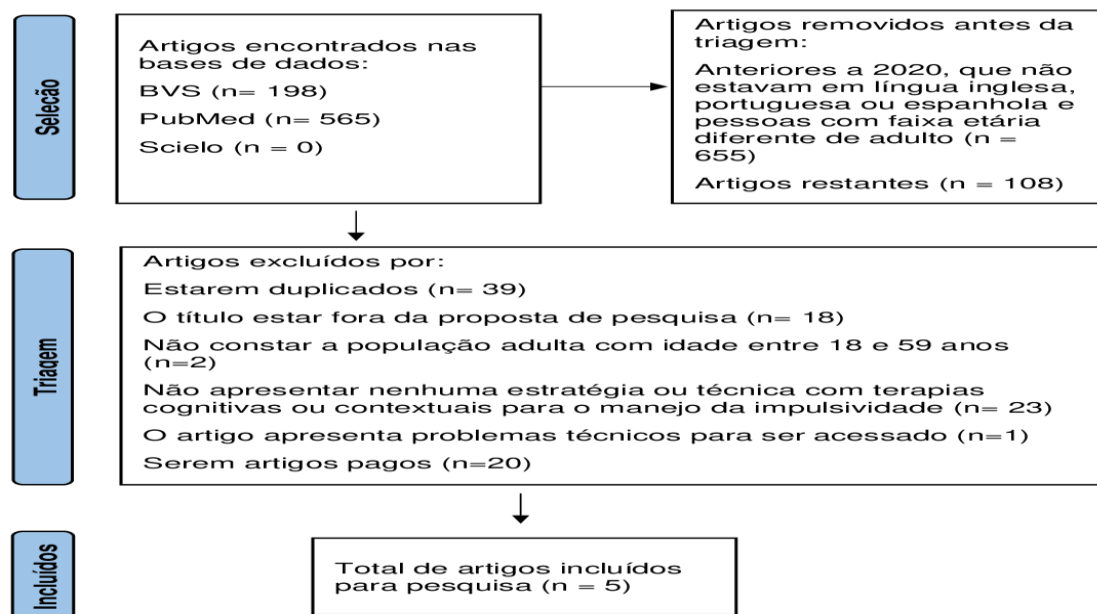 Seleção
Artigos encontrados nas
bases de dados:
BVS (n= 198)
PubMed (n= 565)
Scielo (n = 0)
Artigos removidos antes da
triagem:
Anteriores a 2020, que não
estavam em língua inglesa,
portuguesa ou espanhola e
pessoas com faixa etária
diferente de adulto (n =
655)
Artigos restantes (n = 108)
Triagem
Artigos excluídos por:
Estarem duplicados (n= 39)
O título estar fora da proposta de pesquisa (n= 18)
Não constar a população adulta com idade entre 18 e 59 anos
(n=2)
Não apresentar nenhuma estratégia ou técnica com terapias
cognitivas ou contextuais para o manejo da impulsividade (n= 23)
O artigo apresenta problemas técnicos para ser acessado (n=1)
Serem artigos pagos (n=20)
Incluídos
Total de artigos incluídos
para pesquisa (n = 5)